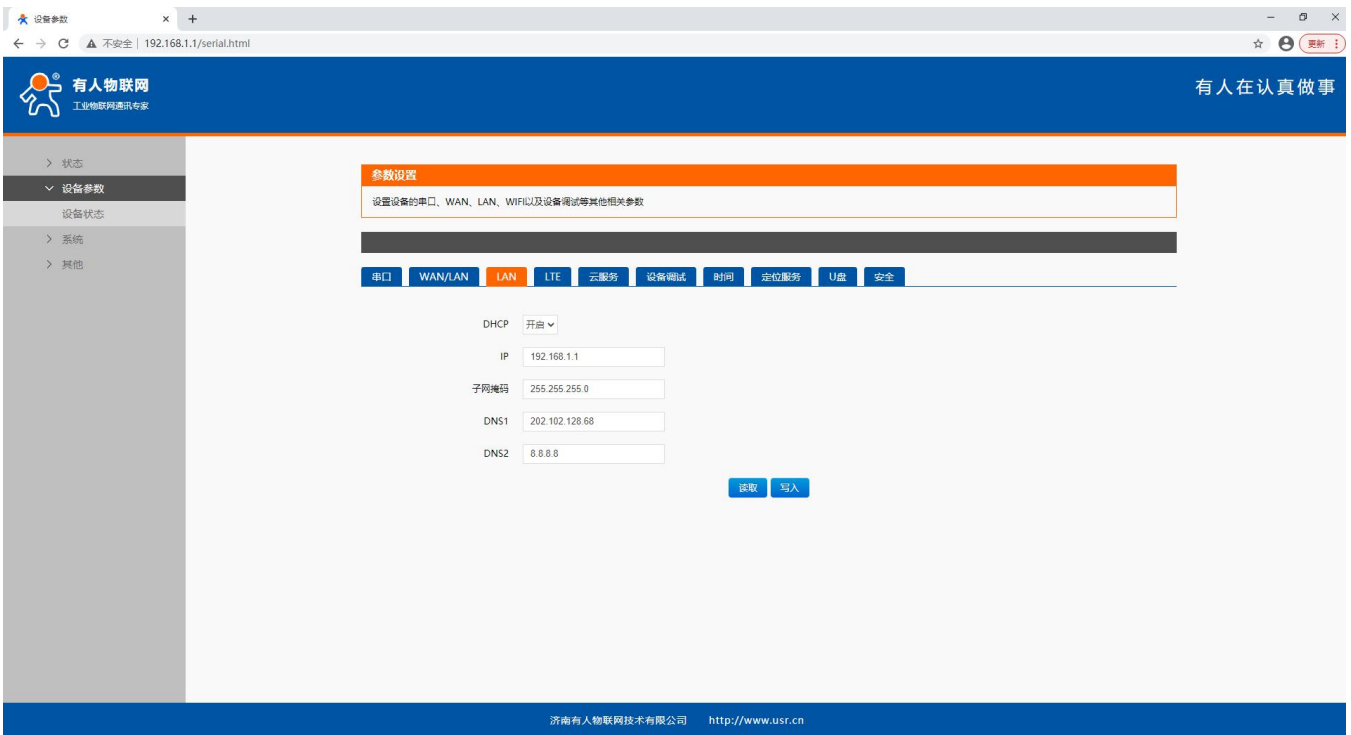 设备参数
不安全 | 192.168.1.1/serial.html
更新
有人物联网
®
工业物联网通讯专家
有人在认真做事
状态
设备参数
设备状态
系统
其他
参数设置
设置设备的串口、WAN、LAN、WIFI以及设备调试等其他相关参数
串口 WAN/LAN LAN LTE 云服务 设备调试 时间 定位服务 U盘 安全
DHCP 开启
IP 192.168.1.1
子网掩码 255.255.255.0
DNS1 202.102.128.68
DNS2 8.8.8.8
读取 写入
济南有人物联网技术有限公司 http://www.usr.cn